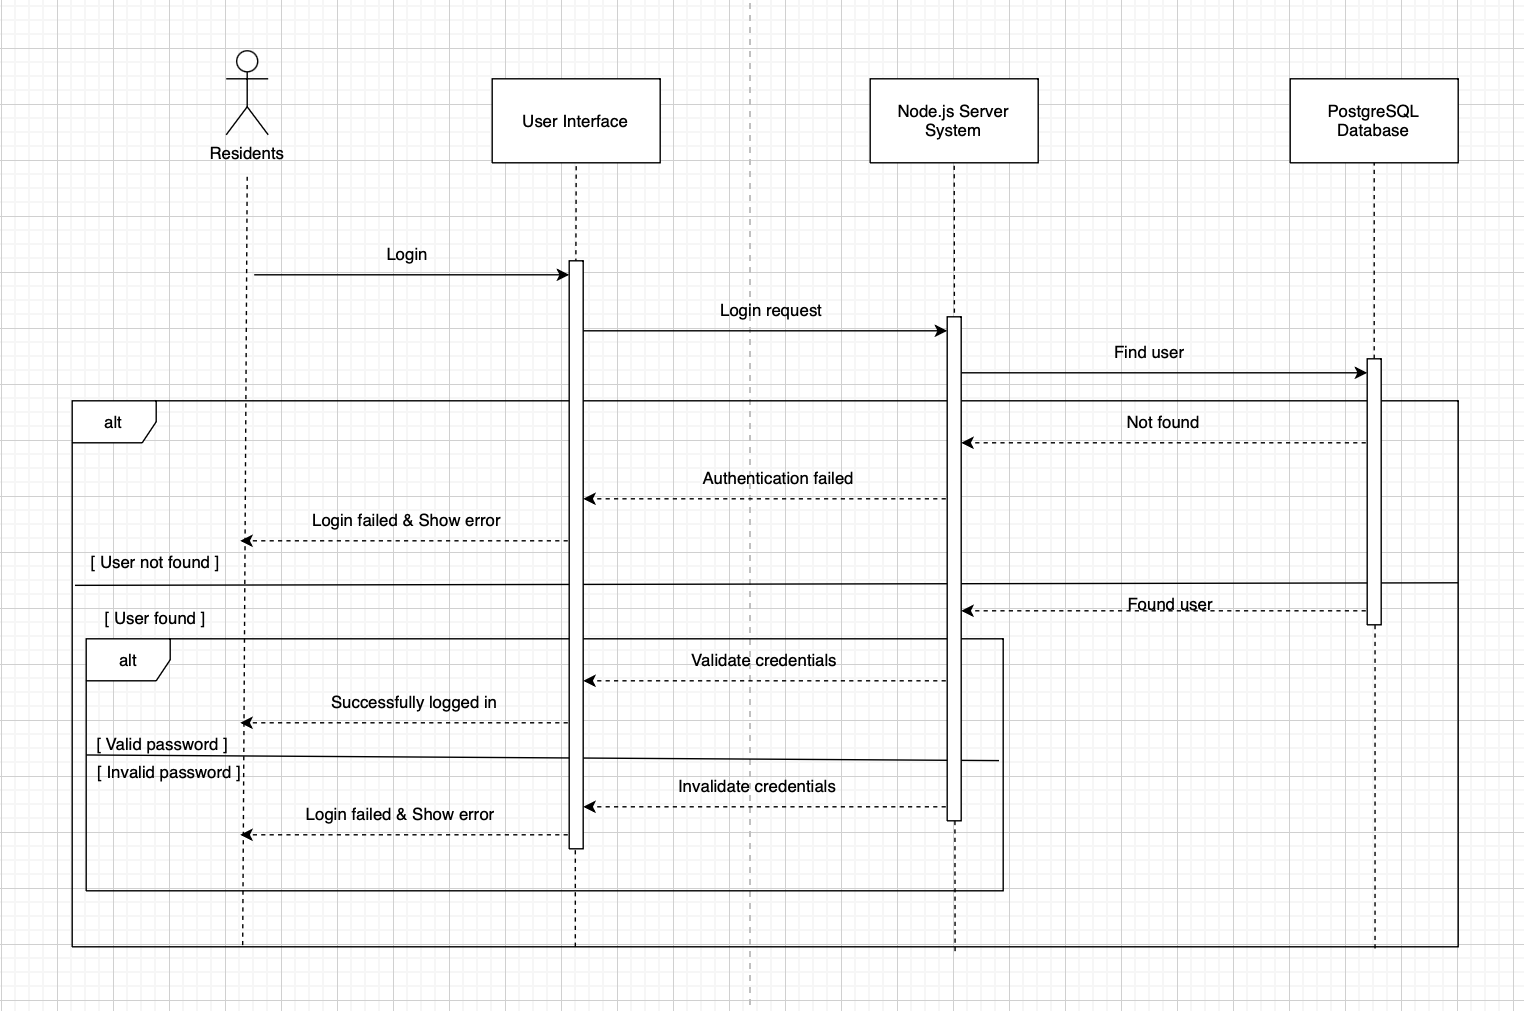 Residents
User Interface
Node.js Server
System
PostgreSQL
Database
Login
Login request
Find user
alt
Not found
Authentication failed
Login failed & Show error
[ User not found ]
Found user
[ User found ]
alt
Validate credentials
Successfully logged in
[ Valid password ]
[ Invalid password ]
Invalidate credentials
Login failed & Show error